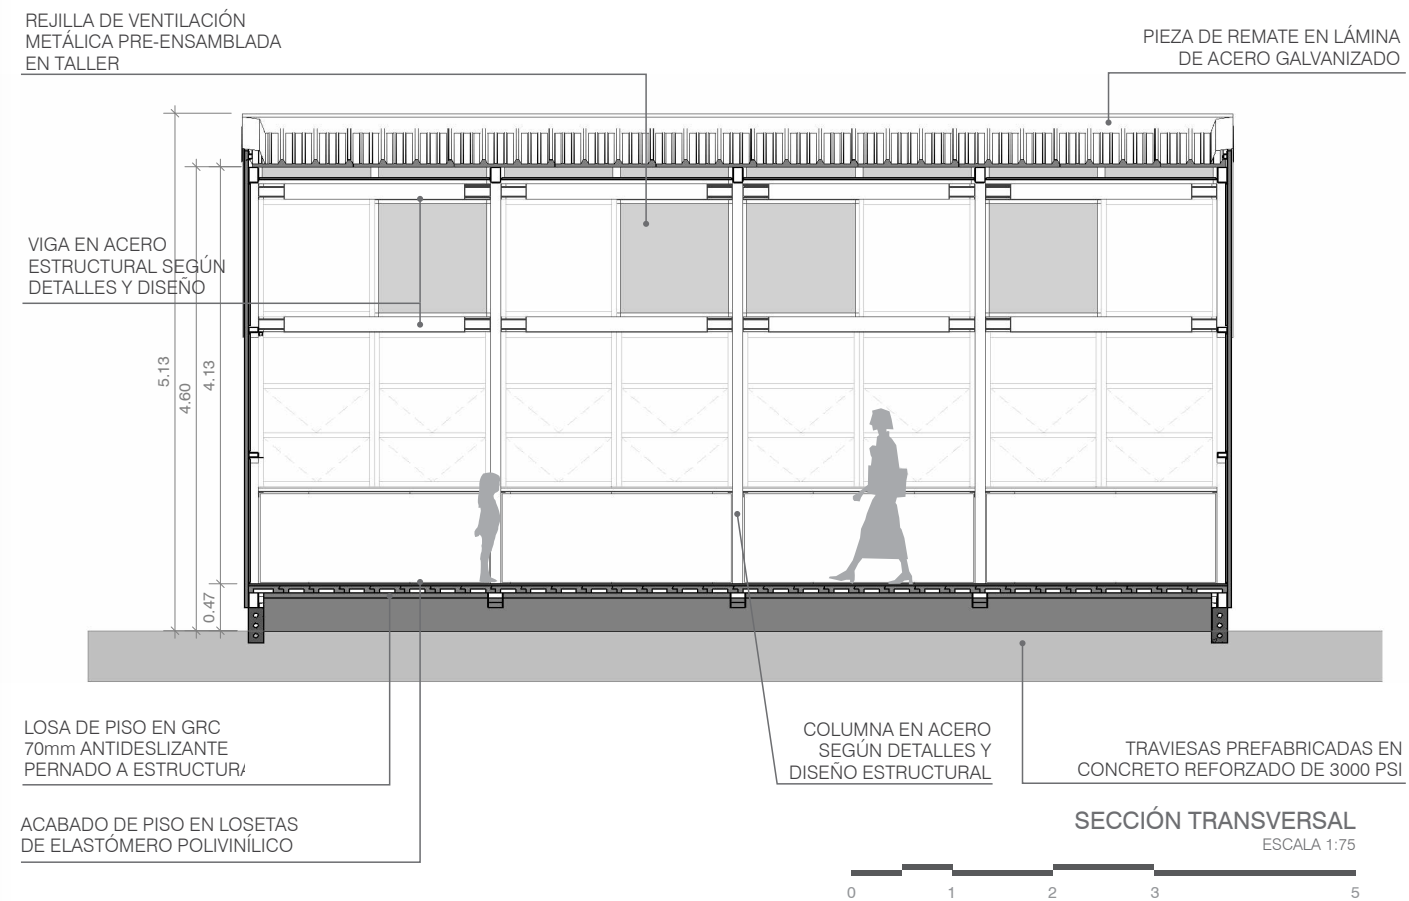 REJILLA DE VENTILACIÓN
METÁLICA PRE-ENSAMBLADA
EN TALLER
PIEZA DE REMATE EN LÁMINA
DE ACERO GALVANIZADO
VIGA EN ACERO
ESTRUCTURAL SEGÚN
DETALLES Y DISEÑO
5.13
4.60
4.13
0.47
LOSA DE PISO EN GRC
70mm ANTIDESLIZANTE
PERNADO A ESTRUCTURA
ACABADO DE PISO EN LOSETAS
DE ELASTÓMERO POLIVINÍLICO
COLUMNA EN ACERO
SEGÚN DETALLES Y
DISEÑO ESTRUCTURAL
TRAVIESAS PREFABRICADAS EN
CONCRETO REFORZADO DE 3000 PSI
SECCIÓN TRANSVERSAL
ESCALA 1:75
0 1 2 3 5